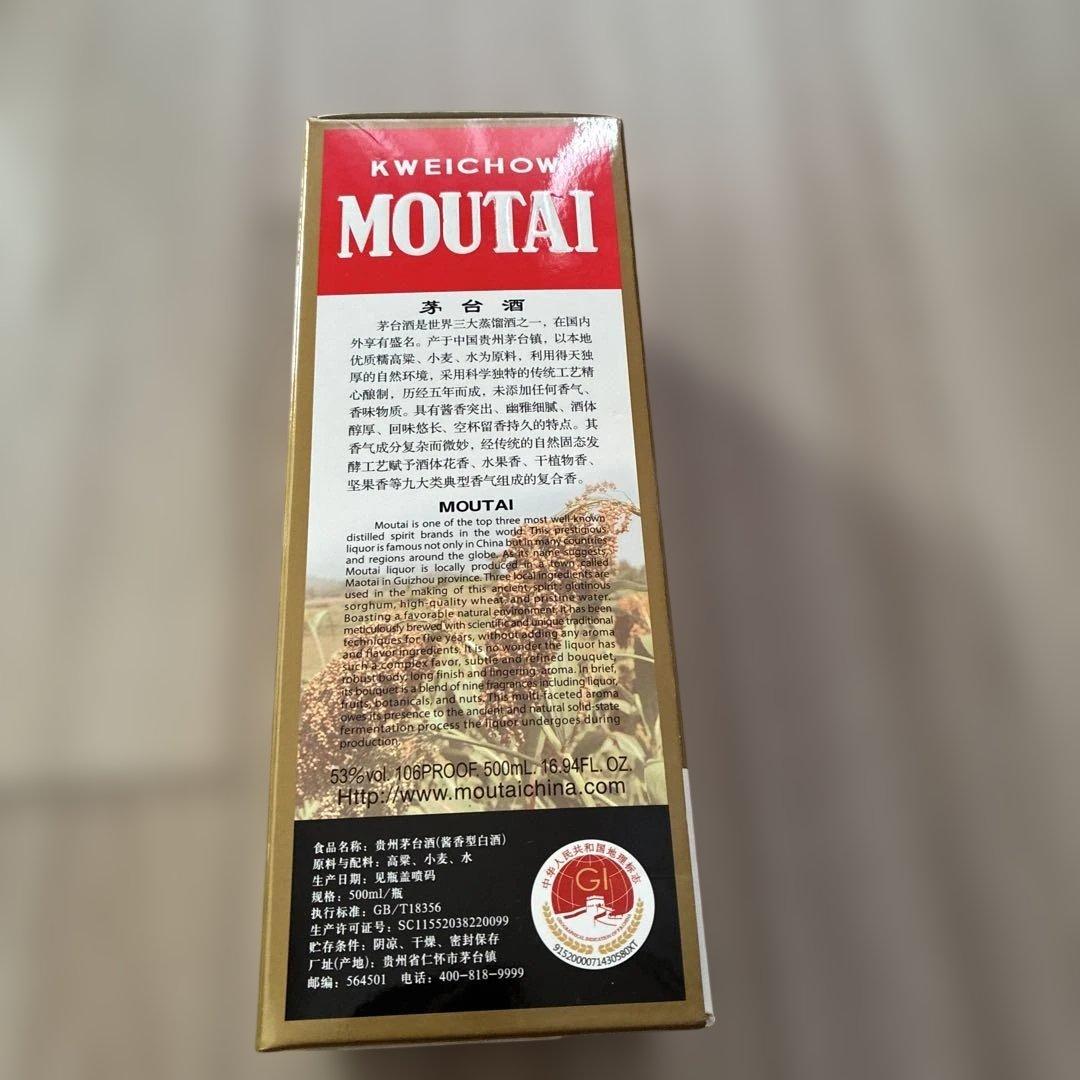 KWEICHOW
MOUTAI
茅台酒
茅台酒是世界三大蒸馏酒之一，在国内
外享有盛名。产于中国贵州茅台镇，以本地
优质糯高粱、小麦、水为原料，利用得天独
厚的自然环境，采用科学独特的传统工艺精
心酿制，历经五年而成，未添加任何香气、
香味物质。具有酱香突出、幽雅细腻、酒体
醇厚、回味悠长、空杯留香持久的特点。其
香气成分复杂而微妙，经传统的自然固态发
酵工艺赋予酒体花香、水果香、干植物香、
坚果香等九大类典型香气组成的复合香。
MOUTAI
Moutai is one of the top three most well-known
distilled spirit brands in the world. This prestigious
liquor is famous not only in China but in many countries
and regions around the globe. As its name suggests,
Moutai liquor is locally produced in a town called
Maotai in Guizhou province. Three local ingredients are
used in the making of this ancient spirit: glutinous
sorghum, high-quality wheat, and pristine water.
Boasting a favorable natural environment, it has been
meticulously brewed with scientific and unique traditional
techniques for five years, without adding any aroma
and flavor ingredients. It is no wonder the liquor has
such a complex favor, subtle and refined bouquet,
robust body, long finish and lingering aroma. In brief,
its bouquet is a blend of nine fragrances including liquor,
fruits, botanicals, and nuts. This multi-faceted aroma
owes its presence to the ancient and natural solid-state
fermentation process the liquor undergoes during
production.
53%vol. 106PROOF. 500mL. 16.94FL. OZ.
Http://www.moutaichina.com
食品名称：贵州茅台酒(酱香型白酒)
原料与配料：高粱、小麦、水
生产日期：见瓶盖喷码
规格：500ml/瓶
执行标准：GB/T18356
生产许可证号：SC11552038220099
贮存条件：阴凉、干燥、密封保存
厂址(产地)：贵州省仁怀市茅台镇
邮编：564501 电话：400-818-9999
中华人民共和国地理标志
GI
GEOGRAPHICAL INDICATION OF P.R.CHINA
91520000714305​80XT